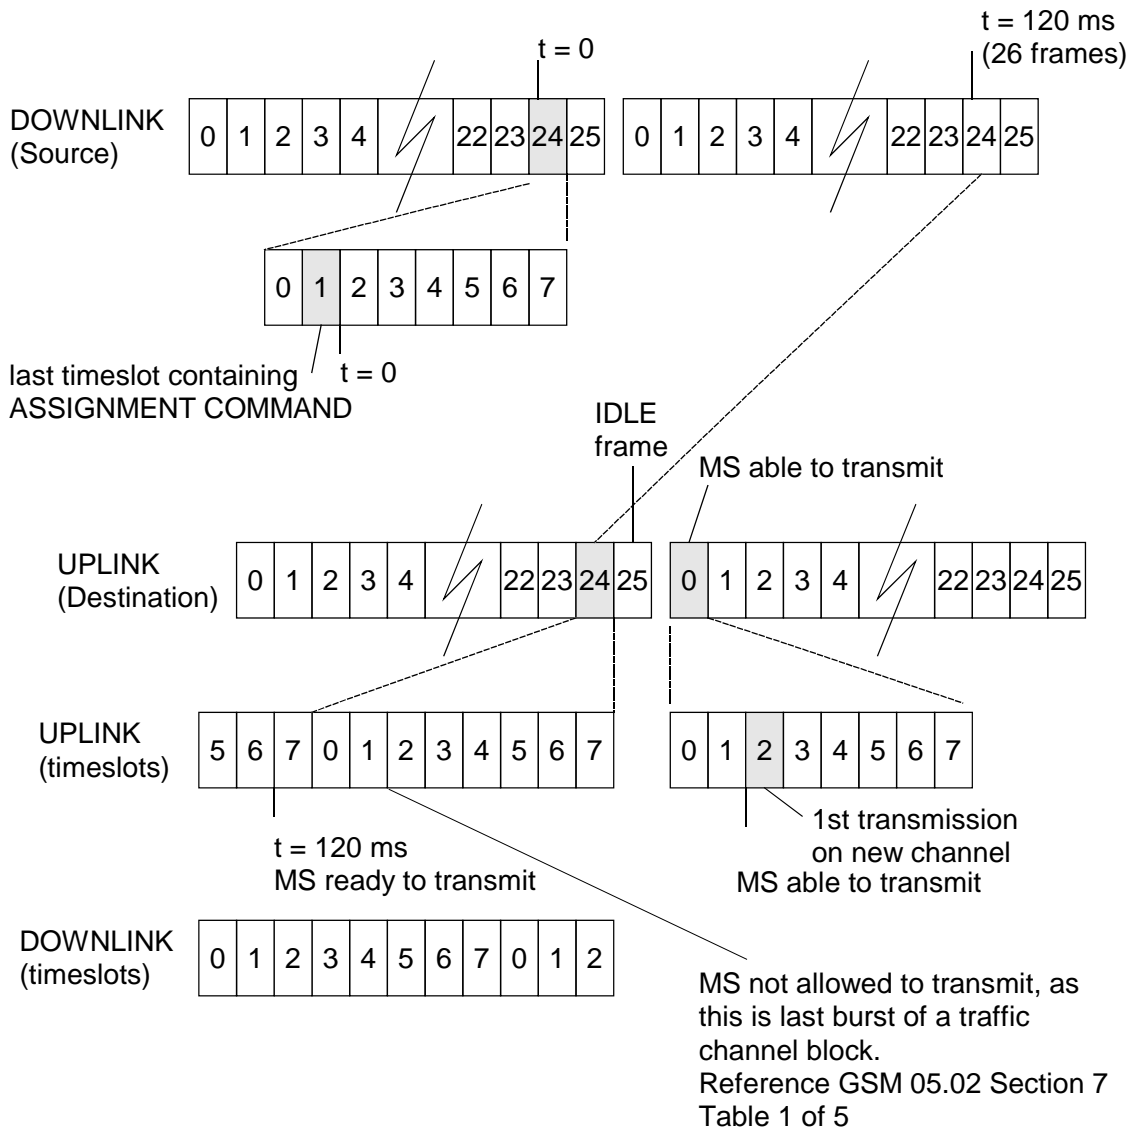 t = 120 ms
(26 frames)
t = 0
DOWNLINK
(Source)
0 1 2 3 4 22 23 24 25
0 1 2 3 4 22 23 24 25
0 1 2 3 4 5 6 7
last timeslot containing
ASSIGNMENT COMMAND
t = 0
IDLE
frame
MS able to transmit
UPLINK
(Destination)
0 1 2 3 4 22 23 24 25
0 1 2 3 4 22 23 24 25
UPLINK
(timeslots)
5 6 7 0 1 2 3 4 5 6 7
0 1 2 3 4 5 6 7
t = 120 ms
MS ready to transmit
1st transmission
on new channel
MS able to transmit
DOWNLINK
(timeslots)
0 1 2 3 4 5 6 7 0 1 2
MS not allowed to transmit, as
this is last burst of a traffic
channel block.
Reference GSM 05.02 Section 7
Table 1 of 5